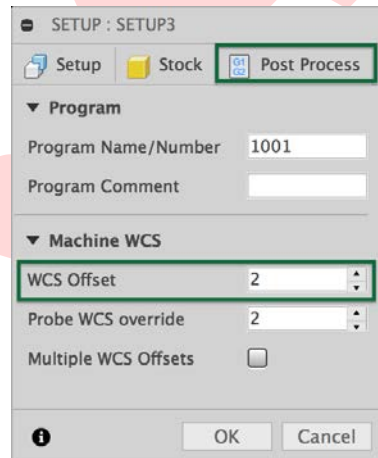 SETUP : SETUP3
Setup Stock G1 G2 Post Process
▼ Program
Program Name/Number 1001
Program Comment
▼ Machine WCS
WCS Offset 2
Probe WCS override 2
Multiple WCS Offsets
OK Cancel